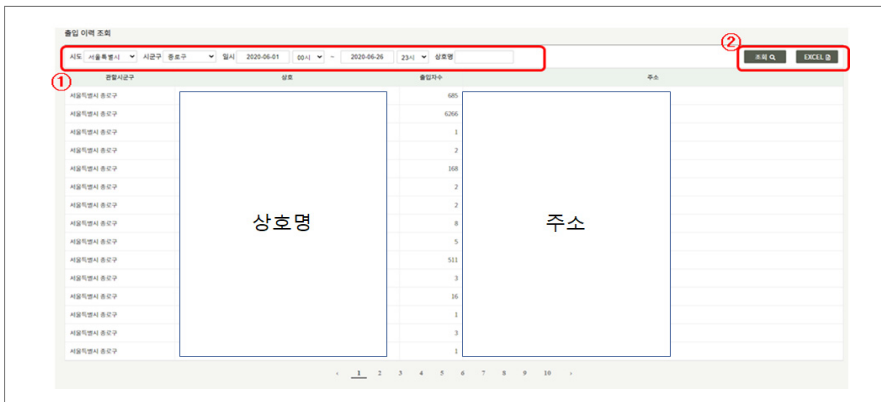 출입 이력 조회
②
시도 서울특별시 시군구 종로구 일시 2020-06-01 00시 ~ 2020-06-26 23시 상호명 조회 EXCEL
①
관할시군구 상호 출입자수 주소
서울특별시 종로구 685
서울특별시 종로구 6266
서울특별시 종로구 1
서울특별시 종로구 2
서울특별시 종로구 168
서울특별시 종로구 2
서울특별시 종로구 2
서울특별시 종로구 8
상호명 주소
서울특별시 종로구 5
서울특별시 종로구 511
서울특별시 종로구 3
서울특별시 종로구 16
서울특별시 종로구 1
서울특별시 종로구 3
서울특별시 종로구 1
‹ 1 2 3 4 5 6 7 8 9 10 ›